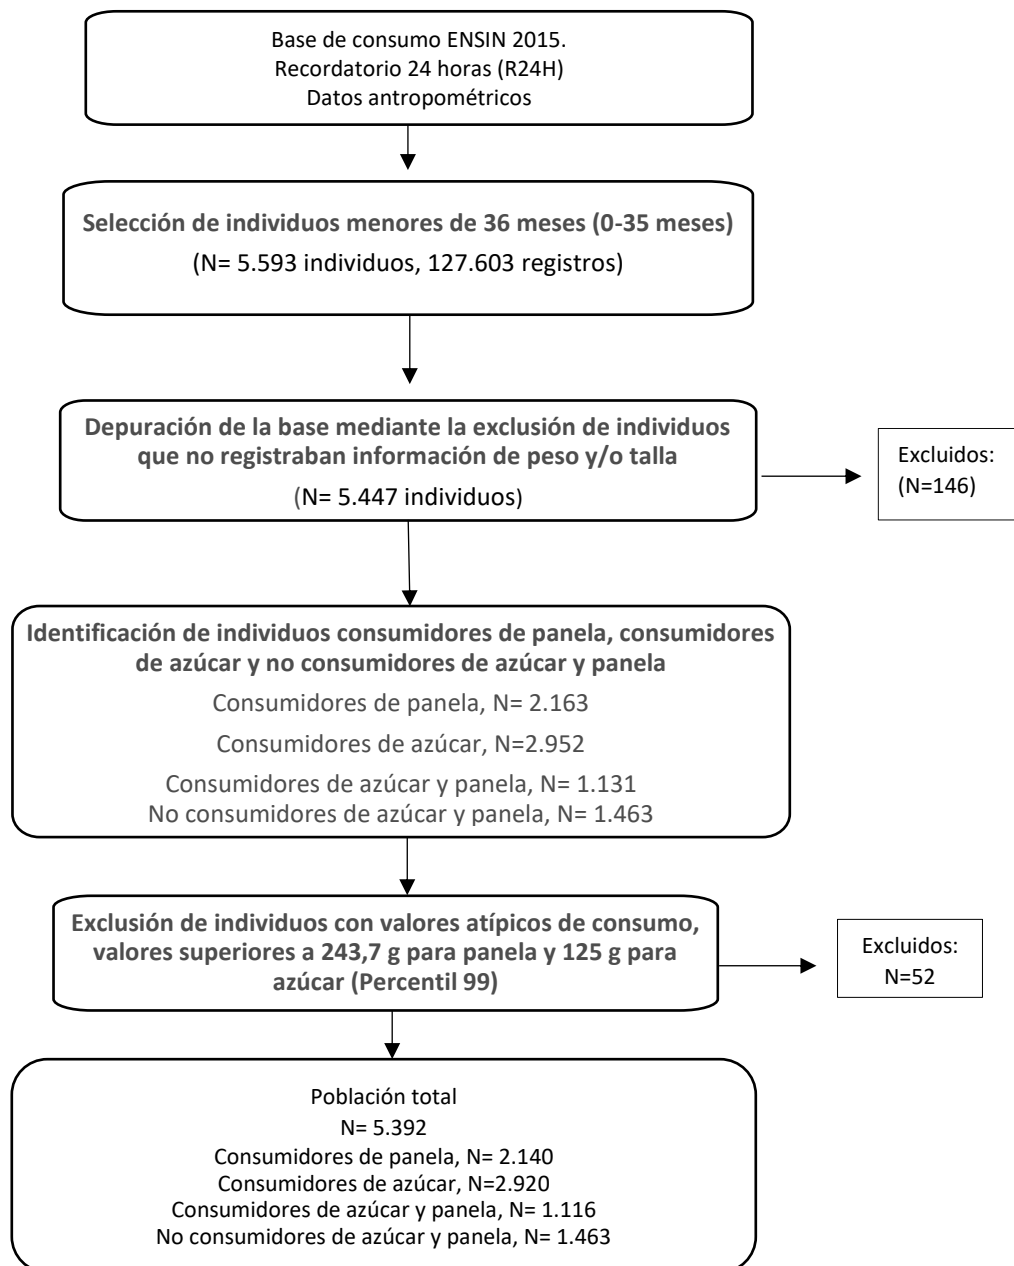 Base de consumo ENSIN 2015.
Recordatorio 24 horas (R24H)
Datos antropométricos
Selección de individuos menores de 36 meses (0-35 meses)
(N= 5.593 individuos, 127.603 registros)
Depuración de la base mediante la exclusión de individuos
que no registraban información de peso y/o talla
(N= 5.447 individuos)
Excluidos:
(N=146)
Identificación de individuos consumidores de panela, consumidores
de azúcar y no consumidores de azúcar y panela
Consumidores de panela, N= 2.163
Consumidores de azúcar, N=2.952
Consumidores de azúcar y panela, N= 1.131
No consumidores de azúcar y panela, N= 1.463
Exclusión de individuos con valores atípicos de consumo,
valores superiores a 243,7 g para panela y 125 g para
azúcar (Percentil 99)
Excluidos:
N=52
Población total
N= 5.392
Consumidores de panela, N= 2.140
Consumidores de azúcar, N=2.920
Consumidores de azúcar y panela, N= 1.116
No consumidores de azúcar y panela, N= 1.463